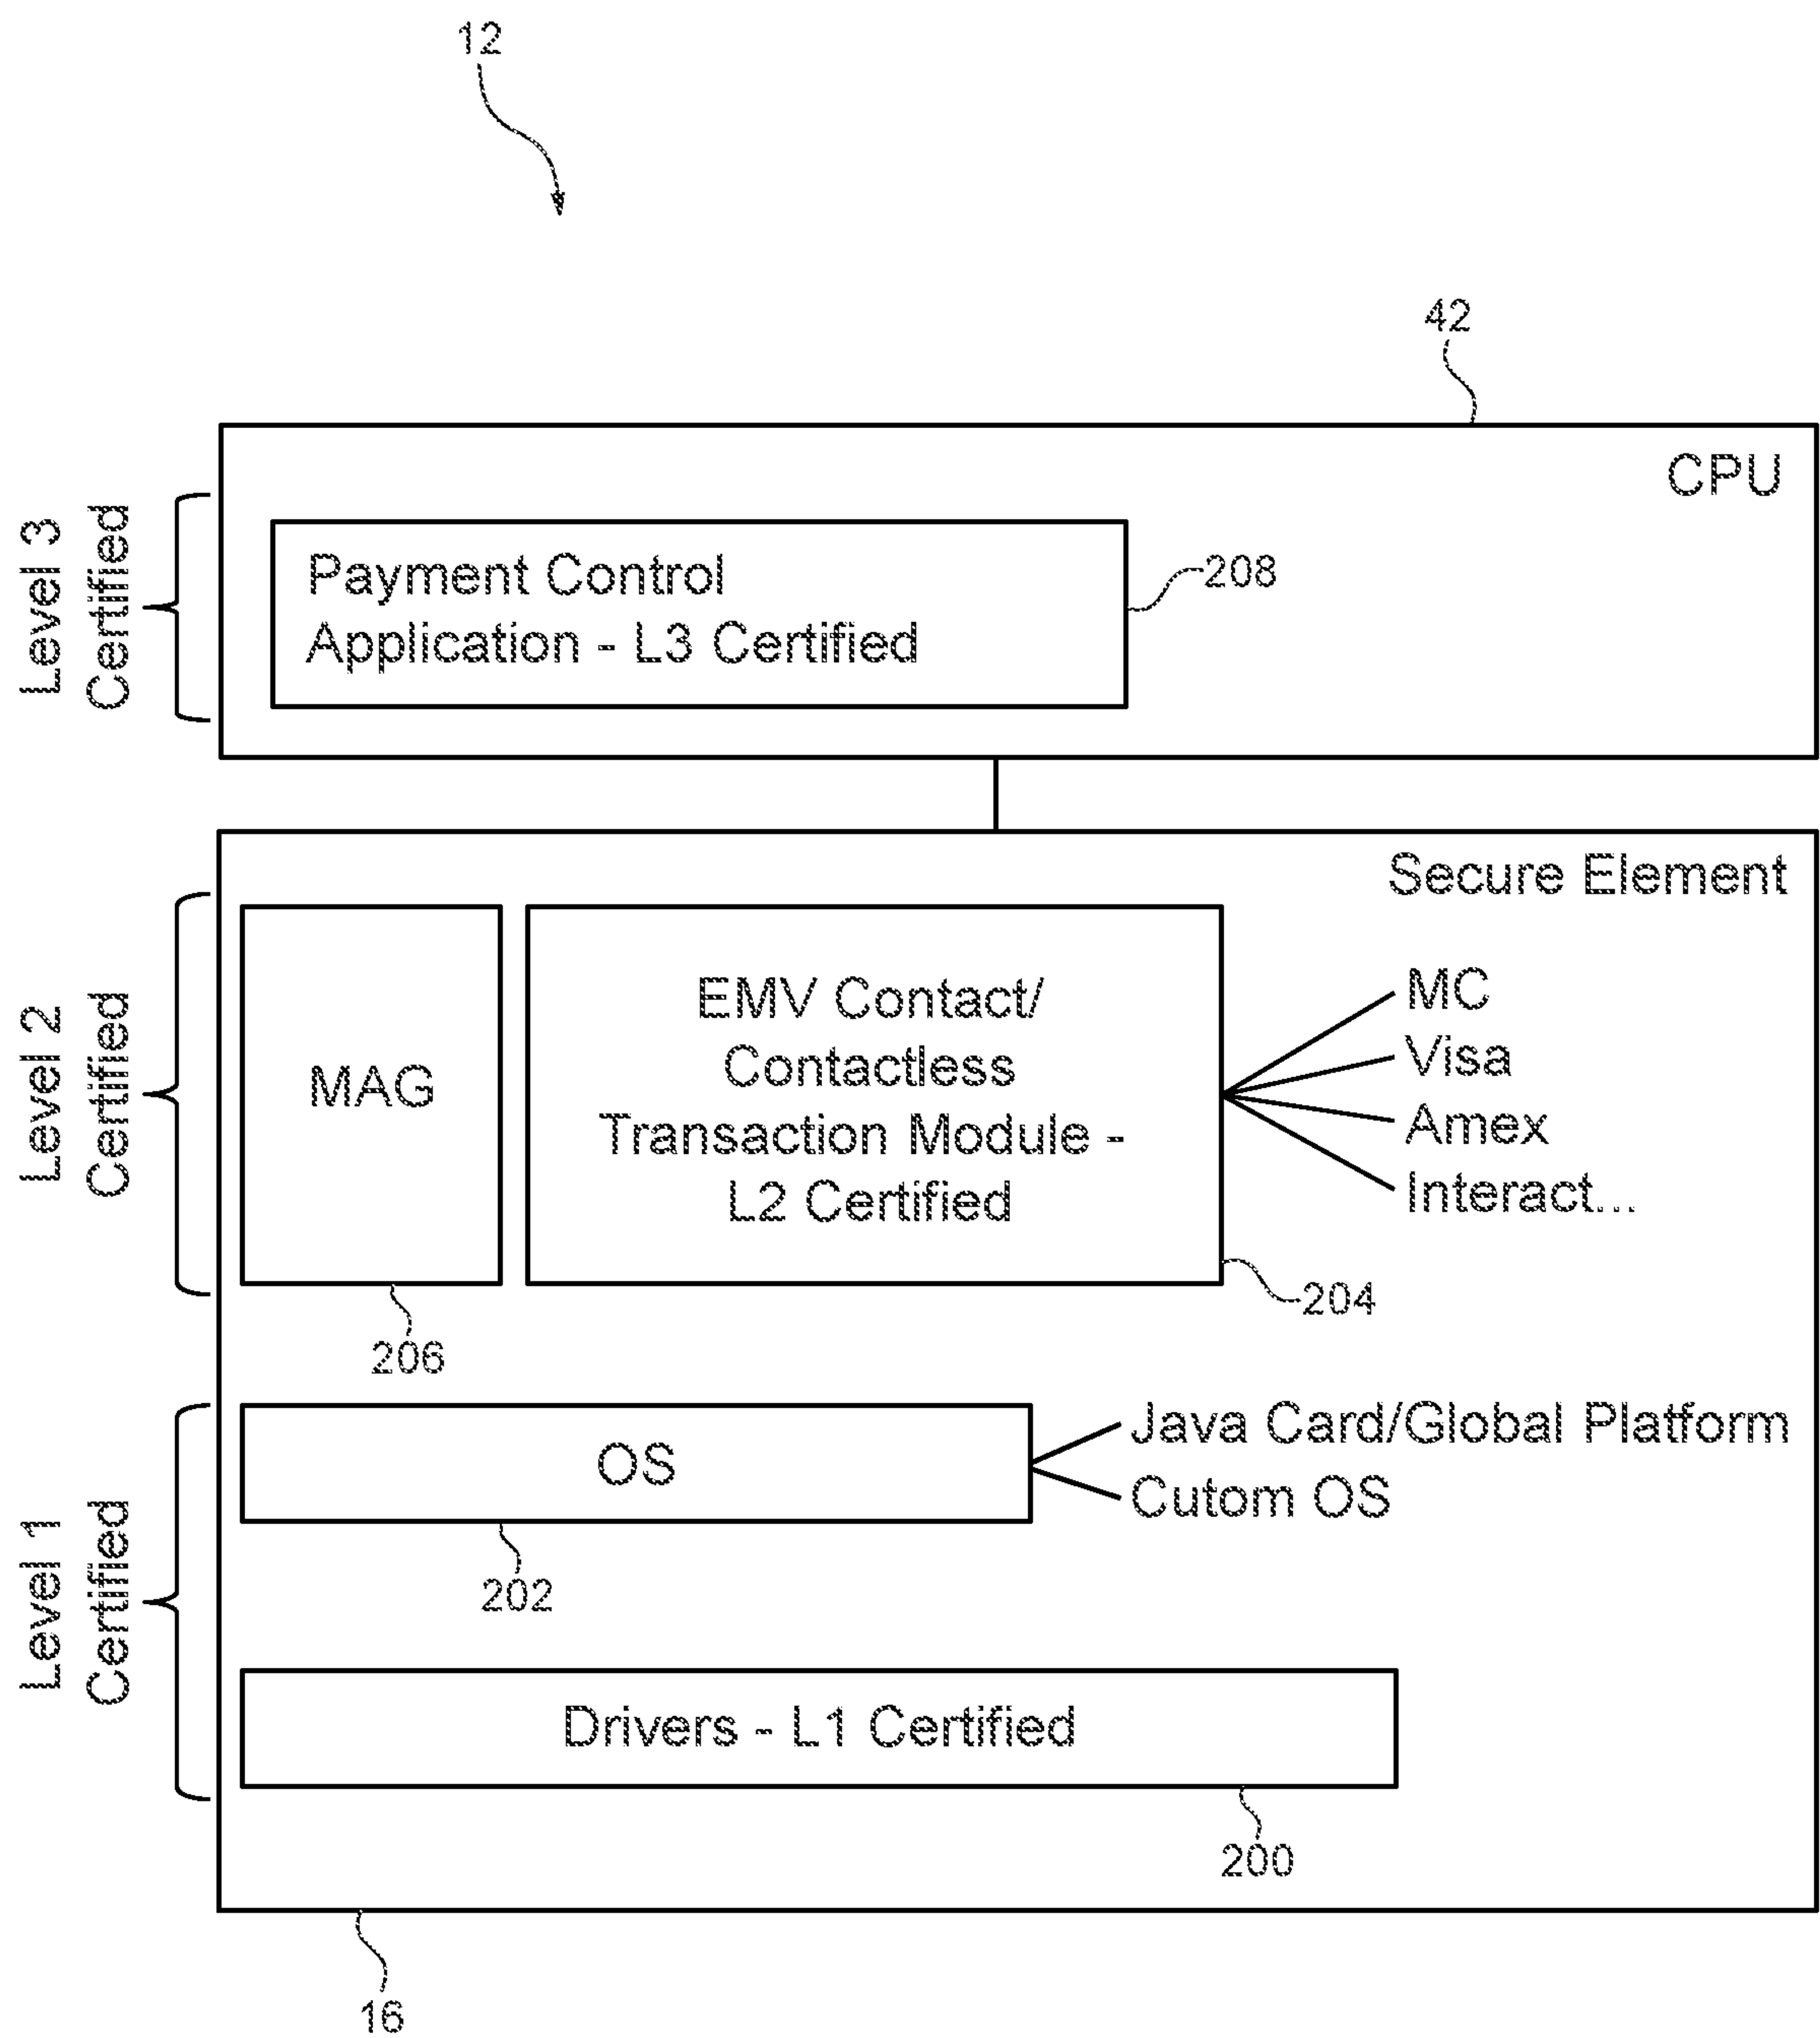 12
42
CPU
Level 3
Certified
Payment Control
Application - L3 Certified
208
Secure Element
Level 2
Certified
MAG
EMV Contact/
Contactless
Transaction Module -
L2 Certified
MC
Visa
Amex
Interact...
204
206
Level 1
Certified
OS
Java Card/Global Platform
Cutom OS
202
Drivers - L1 Certified
200
16